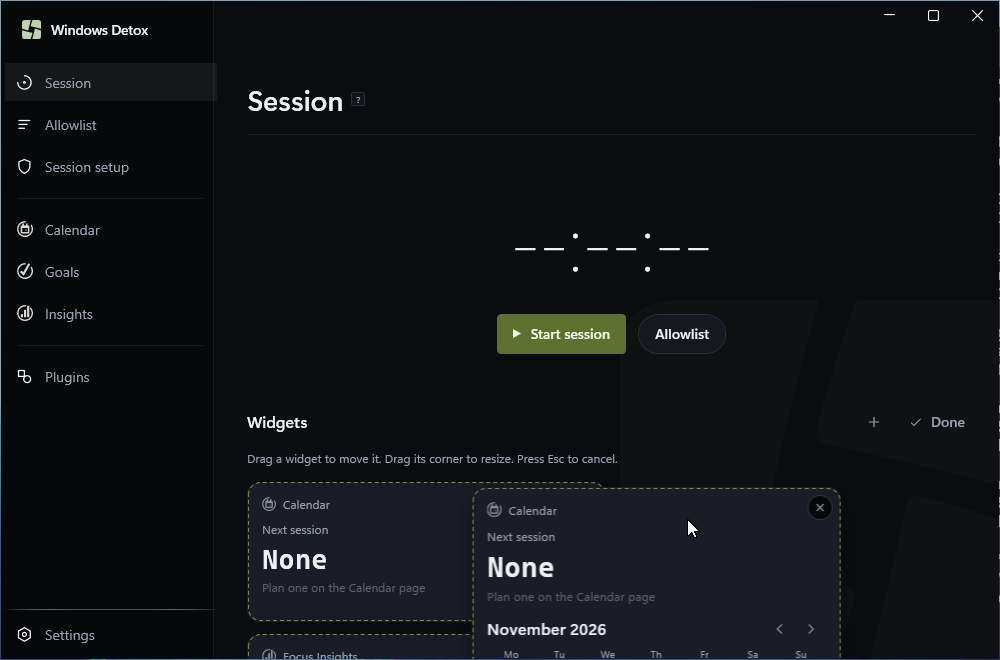 Windows Detox
Session
Allowlist
Session setup
Calendar
Goals
Insights
Plugins
Settings
Session ?
--:--:--
Start session
Allowlist
Widgets
Done
Drag a widget to move it. Drag its corner to resize. Press Esc to cancel.
Calendar
Next session
None
Plan one on the Calendar page
Focus Insights
Calendar
Next session
None
Plan one on the Calendar page
November 2026
Mo Tu We Th Fr Sa Su